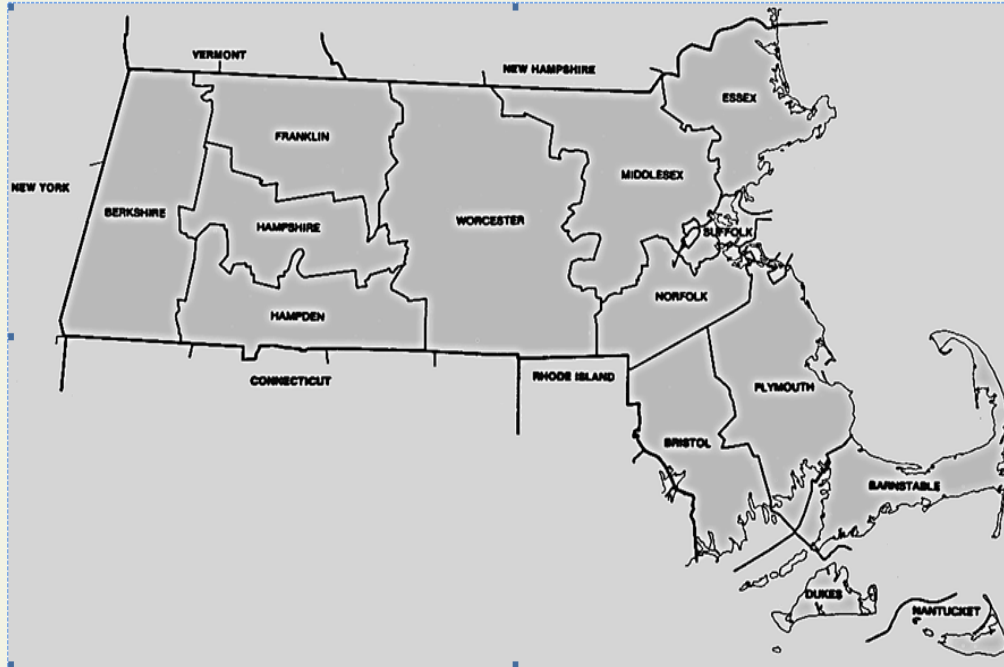 VERMONT
NEW HAMPSHIRE
ESSEX
FRANKLIN
MIDDLESEX
NEW YORK
BERKSHIRE
HAMPSHIRE
WORCESTER
SUFFOLK
NORFOLK
HAMPDEN
CONNECTICUT
RHODE ISLAND
PLYMOUTH
BRISTOL
BARNSTABLE
DUKES
NANTUCKET